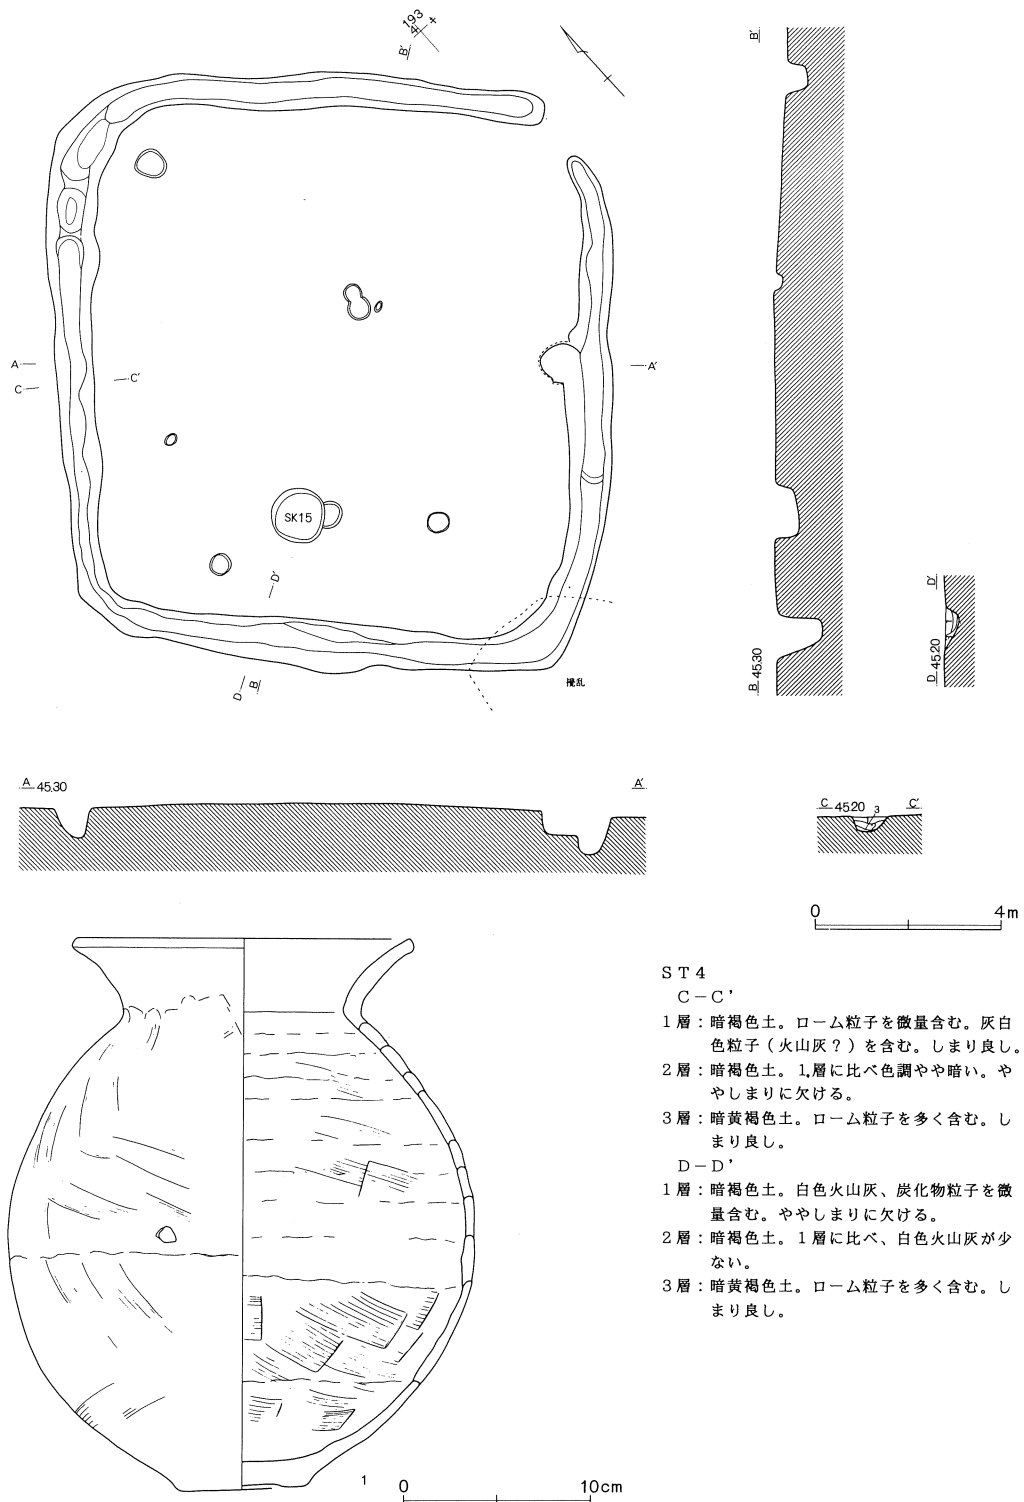 193
4
B'
A
A'
C
C'
SK15
D'
D
B
攪乱
B'
B 45.30
D'
D 45.20
A 45.30
A'
C 45.20
3
C'
0 4m
ST4
C-C'
1層:暗褐色土。ローム粒子を微量含む。灰白
色粒子(火山灰?)を含む。しまり良し。
2層:暗褐色土。1層に比べ色調やや暗い。や
やしまりに欠ける。
3層:暗黄褐色土。ローム粒子を多く含む。し
まり良し。
D-D'
1層:暗褐色土。白色火山灰、炭化物粒子を微
量含む。ややしまりに欠ける。
2層:暗褐色土。1層に比べ、白色火山灰が少
ない。
3層:暗黄褐色土。ローム粒子を多く含む。し
まり良し。
1
0 10cm